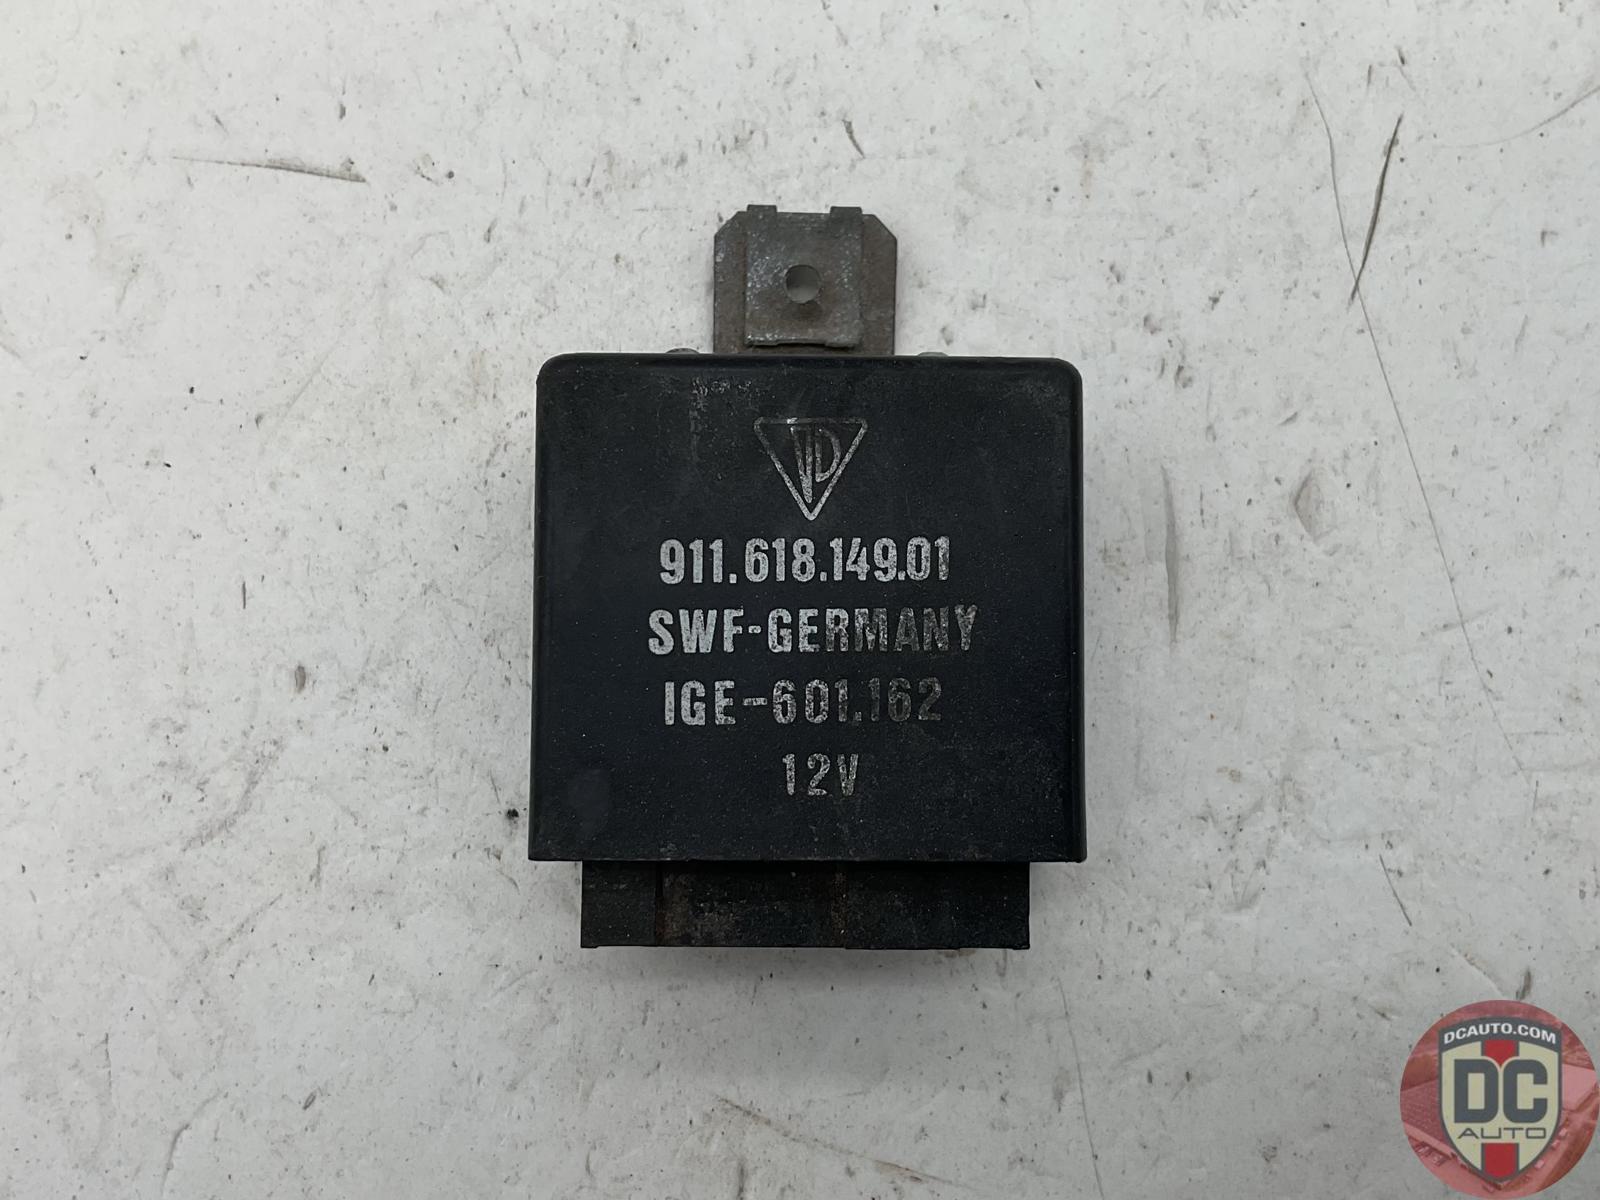 911.618.149.01
SWF-GERMANY
IGE-601.162
12V
DCAUTO.COM
DC
AUTO